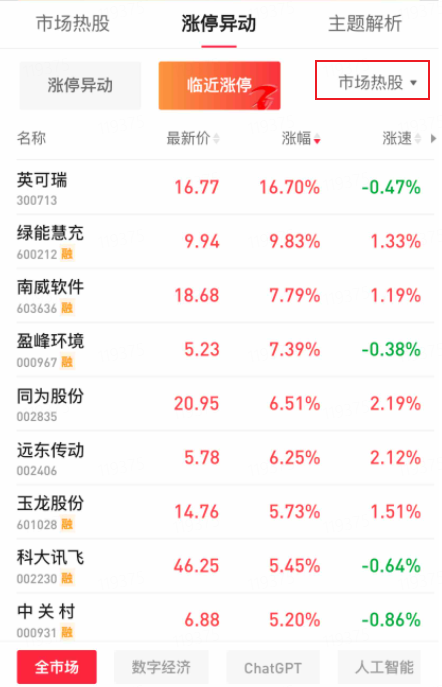 市场热股 涨停异动 主题解析
涨停异动 临近涨停 市场热股
名称 最新价 涨幅 涨速
英可瑞 16.77 16.70% -0.47%
300713
绿能慧充 9.94 9.83% 1.33%
600212 融
南威软件 18.68 7.79% 1.19%
603636 融
盈峰环境 5.23 7.39% -0.38%
000967 融
同为股份 20.95 6.51% 2.19%
002835
远东传动 5.78 6.25% 2.12%
002406
玉龙股份 14.76 5.73% 1.51%
601028 融
科大讯飞 46.25 5.45% -0.64%
002230 融
中关村 6.88 5.20% -0.86%
000931 融
全市场 数字经济 ChatGPT 人工智能